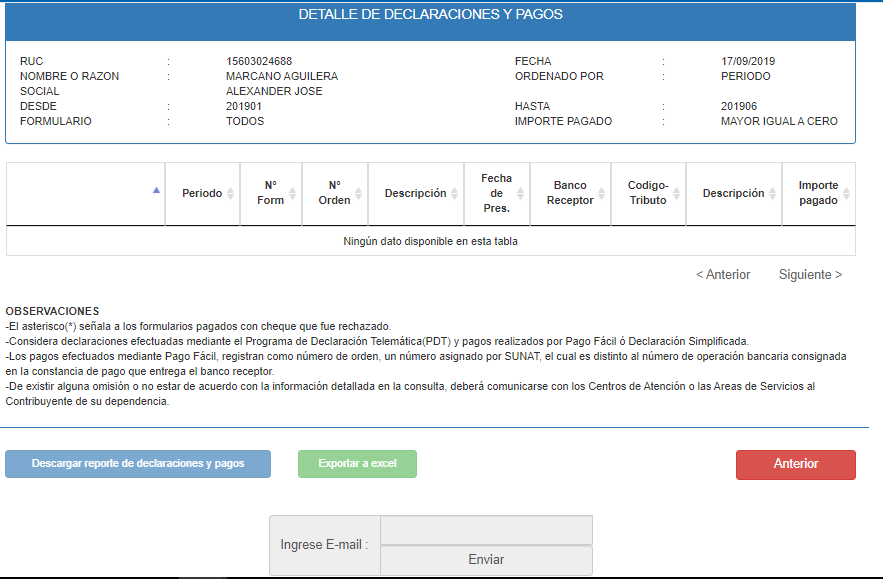 DETALLE DE DECLARACIONES Y PAGOS
RUC : 15603024688 FECHA : 17/09/2019
NOMBRE O RAZON : MARCANO AGUILERA ORDENADO POR : PERIODO
SOCIAL ALEXANDER JOSE
DESDE : 201901 HASTA : 201906
FORMULARIO : TODOS IMPORTE PAGADO : MAYOR IGUAL A CERO
Periodo
N°
Form
N°
Orden
Descripción
Fecha
de
Pres.
Banco
Receptor
Codigo-
Tributo
Descripción
Importe
pagado
Ningún dato disponible en esta tabla
< Anterior Siguiente >
OBSERVACIONES
-El asterisco(*) señala a los formularios pagados con cheque que fue rechazado.
-Considera declaraciones efectuadas mediante el Programa de Declaración Telemática(PDT) y pagos realizados por Pago Fácil ó Declaración Simplificada.
-Los pagos efectuados mediante Pago Fácil, registran como número de orden, un número asignado por SUNAT, el cual es distinto al número de operación bancaria consignada
en la constancia de pago que entrega el banco receptor.
-De existir alguna omisión o no estar de acuerdo con la información detallada en la consulta, deberá comunicarse con los Centros de Atención o las Areas de Servicios al
Contribuyente de su dependencia.
Descargar reporte de declaraciones y pagos Exportar a excel Anterior
Ingrese E-mail :
Enviar